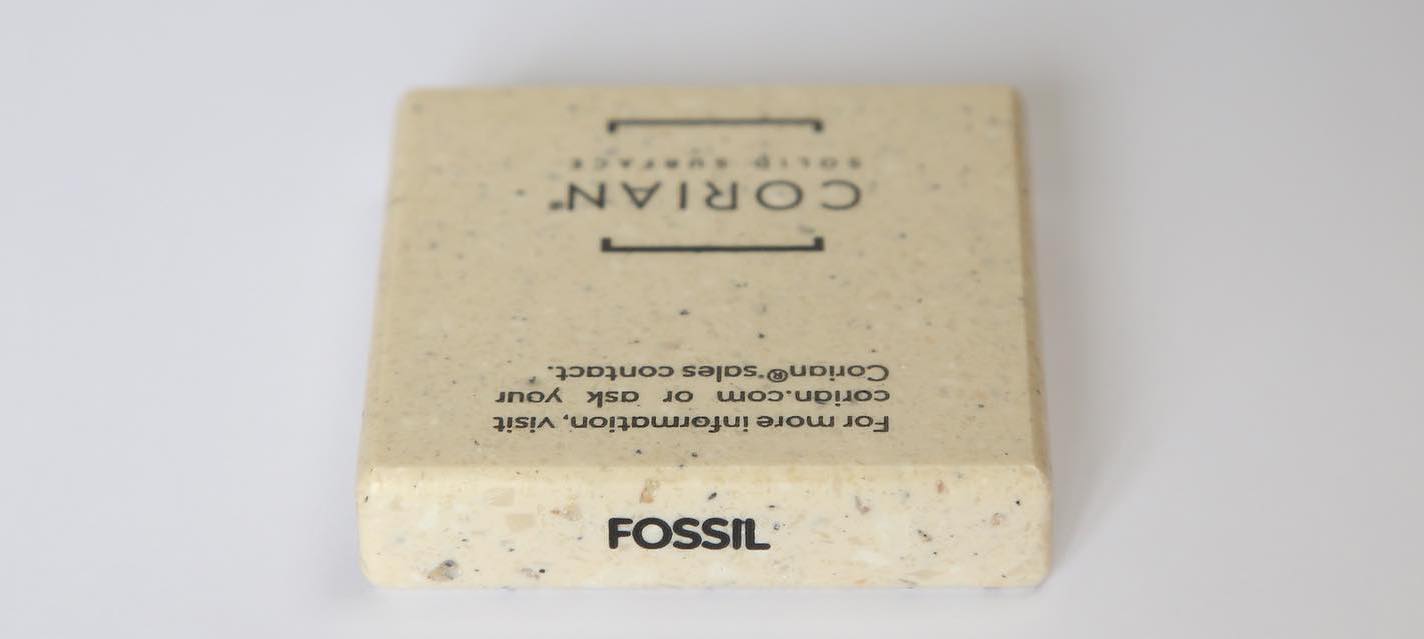 CORIAN®
SOLID SURFACE
For more information, visit
corian.com or ask your
Corian® sales contact.
FOSSIL